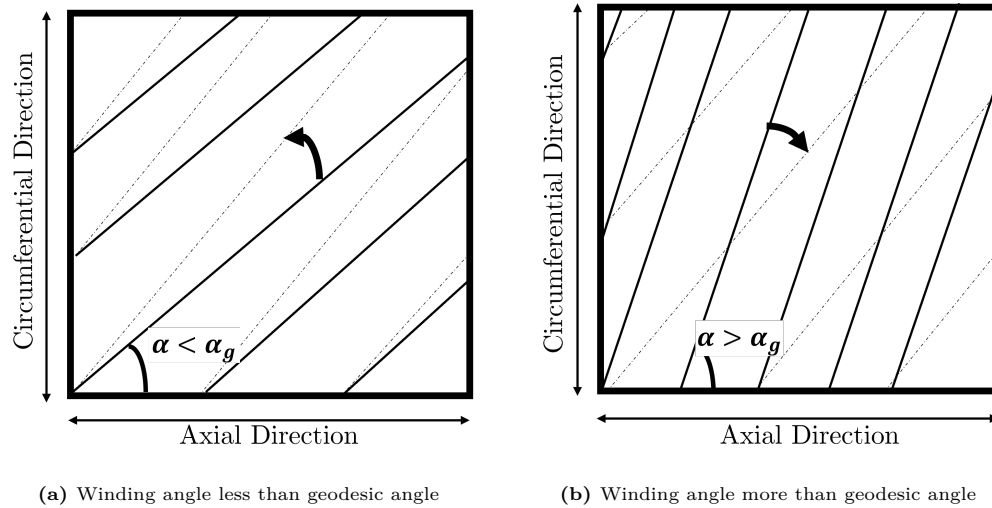 Circumferential Direction
α < α_g
Axial Direction
(a) Winding angle less than geodesic angle
Circumferential Direction
α > α_g
Axial Direction
(b) Winding angle more than geodesic angle